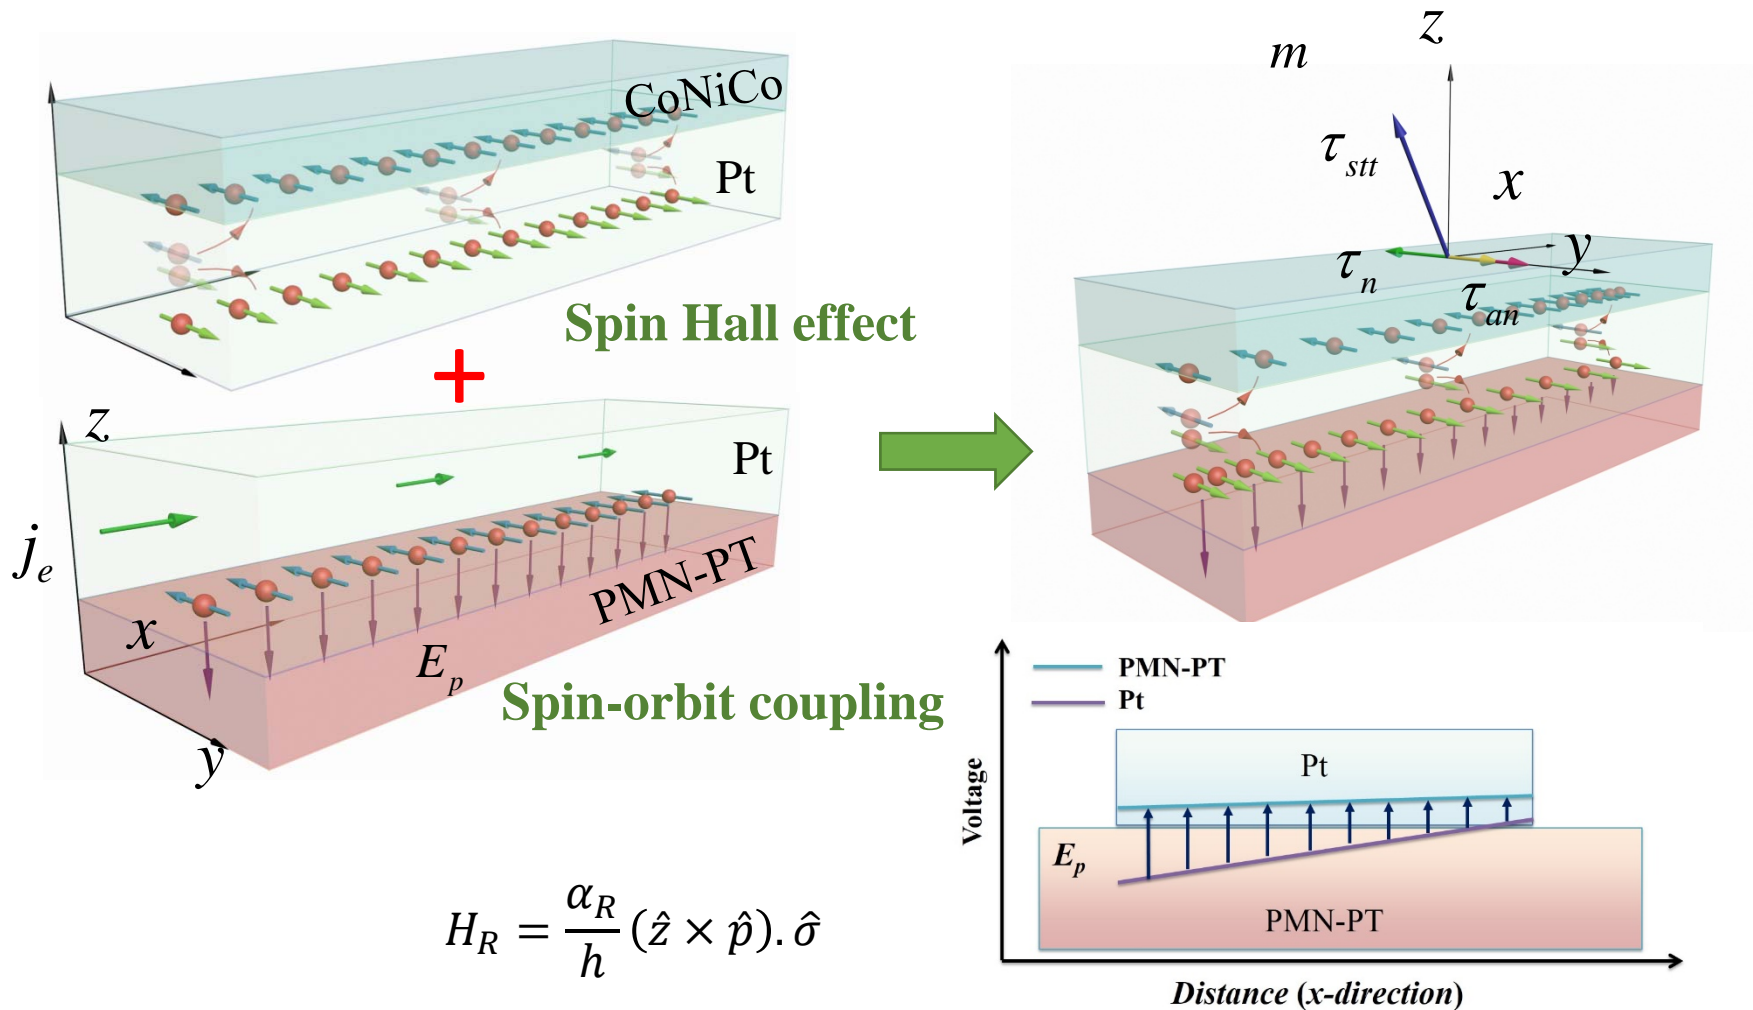 CoNiCo
Pt
Spin Hall effect
+
z
Pt
j_e
PMN-PT
x
E_p
Spin-orbit coupling
y
m
z
τ_stt
x
y
τ_n
τ_an
PMN-PT
Pt
Voltage
Pt
E_p
PMN-PT
Distance (x-direction)
H_R = α_R/h (ẑ × p̂). σ̂